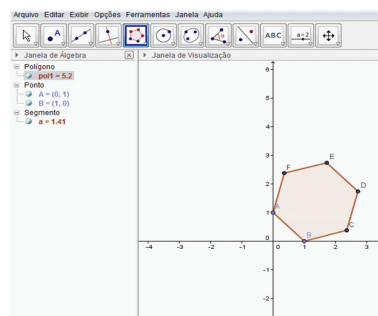 Arquivo Editar Exibir Opções Ferramentas Janela Ajuda
A
ABC
a=2
Janela de Álgebra
Janela de Visualização
Polígono
pol1 = 5.2
Ponto
A = (0, 1)
B = (1, 0)
Segmento
a = 1.41
6
5
4
3
2
1
0
-1
-2
-4
-3
-2
-1
0
1
2
3
A
B
C
D
E
F